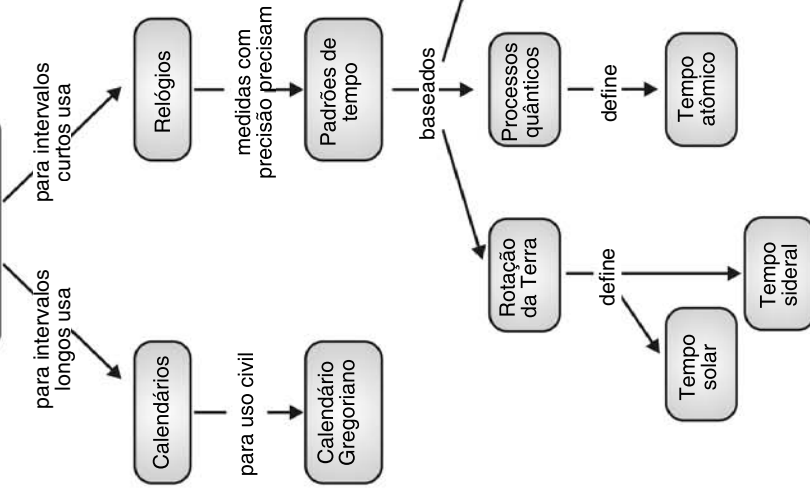 para intervalos
longos usa
para intervalos
curtos usa
Calendários
Relógios
para uso civil
medidas com
precisão precisam
Calendário
Gregoriano
Padrões de
tempo
baseados
Rotação
da Terra
Processos
quânticos
define
define
Tempo
solar
Tempo
sideral
Tempo
atômico